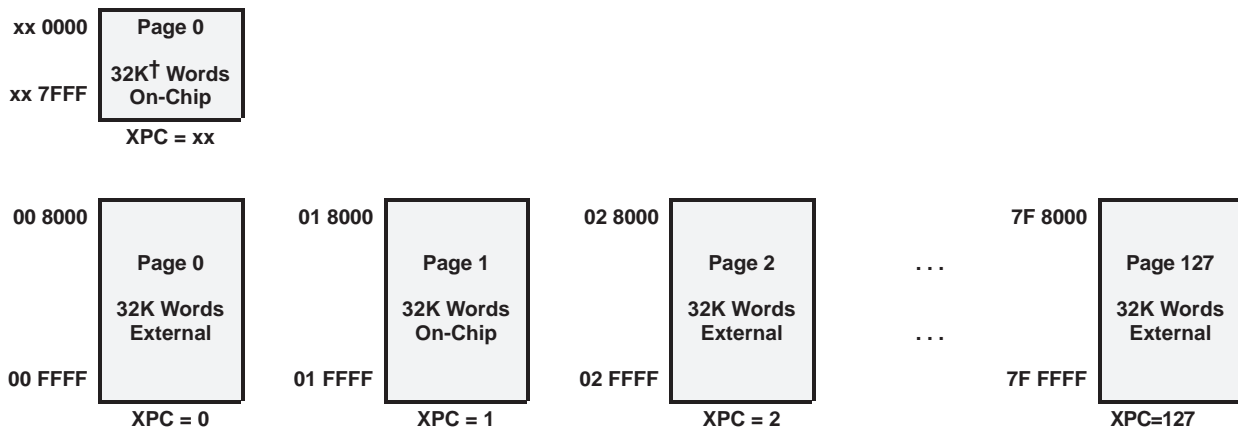 xx 0000
Page 0
32K† Words
xx 7FFF
On-Chip
XPC = xx
00 8000
01 8000
02 8000
7F 8000
Page 0
Page 1
Page 2
. . .
Page 127
32K Words
External
32K Words
On-Chip
32K Words
External
. . .
32K Words
External
00 FFFF
01 FFFF
02 FFFF
7F FFFF
XPC = 0
XPC = 1
XPC = 2
XPC=127